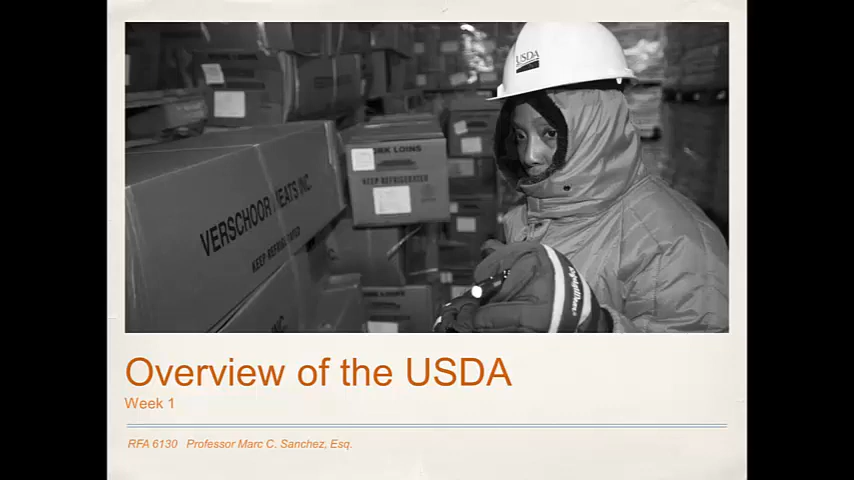 USDA
PORK LOINS
KEEP REFRIGERATED
VERSCHOOR MEATS INC.
KEEP REFRIGERATED
Overview of the USDA
Week 1
RFA 6130 Professor Marc C. Sanchez, Esq.